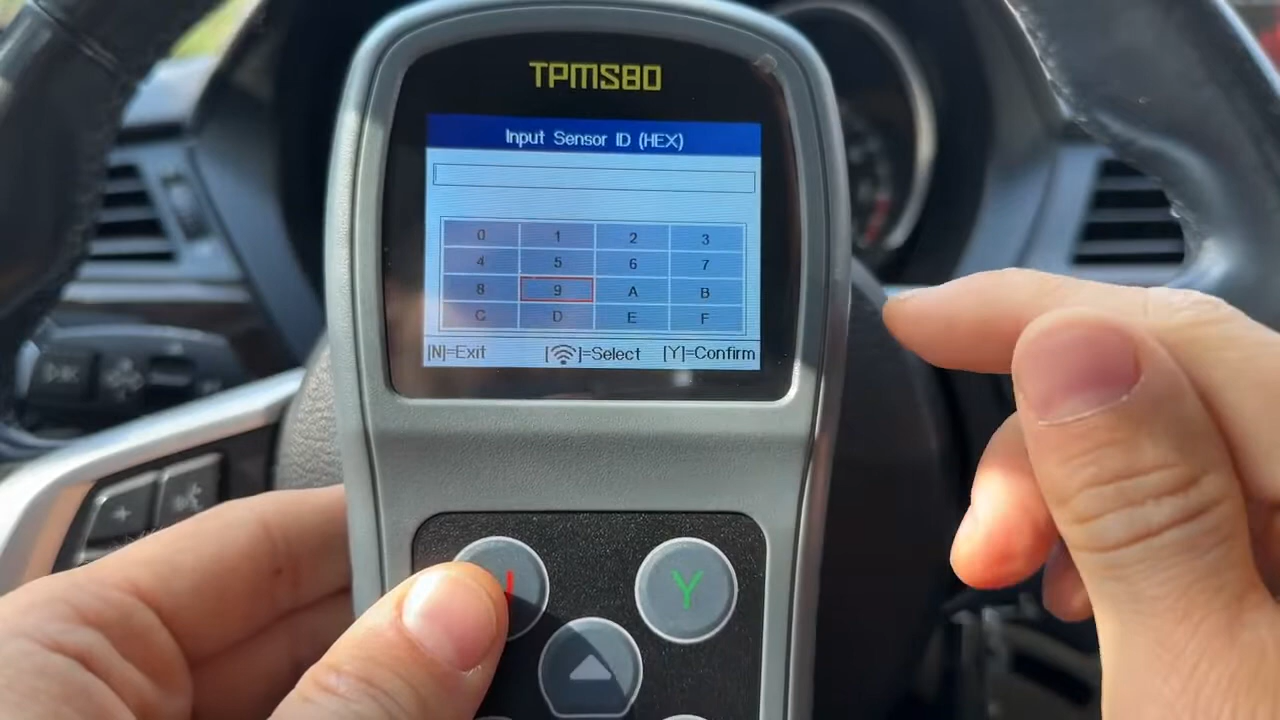 TPMS80
Input Sensor ID (HEX)
0 1 2 3
4 5 6 7
8 9 A B
C D E F
[N]=Exit []=Select [Y]=Confirm
Y
+